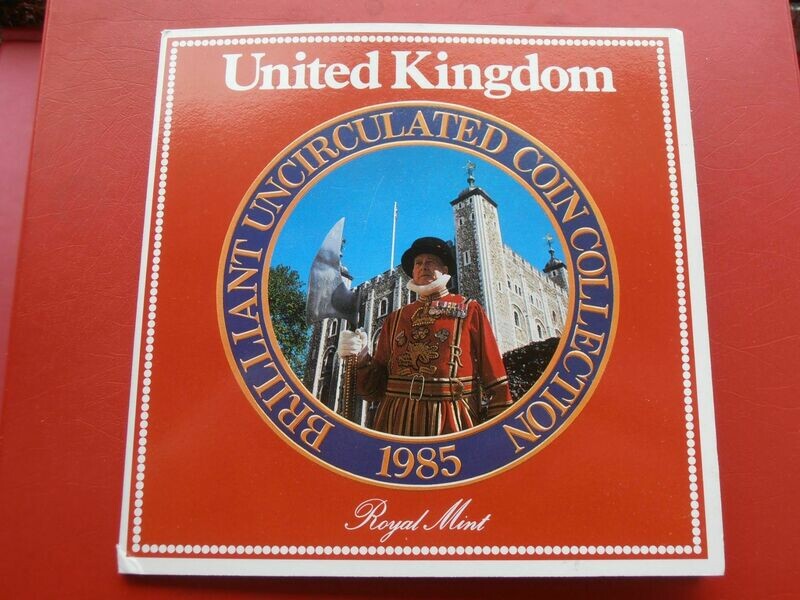 United Kingdom
BRILLIANT UNCIRCULATED COIN COLLECTION
1985
Royal Mint
E R